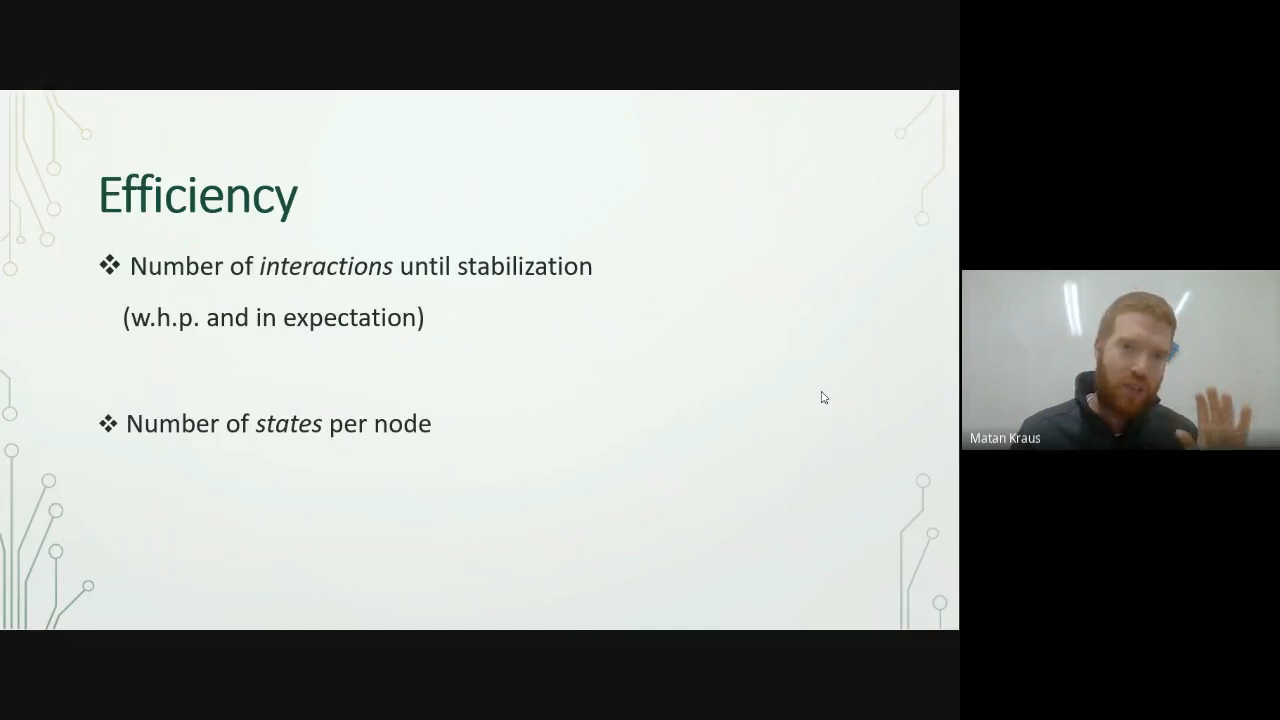 Efficiency
❖ Number of interactions until stabilization
(w.h.p. and in expectation)
❖ Number of states per node
Matan Kraus